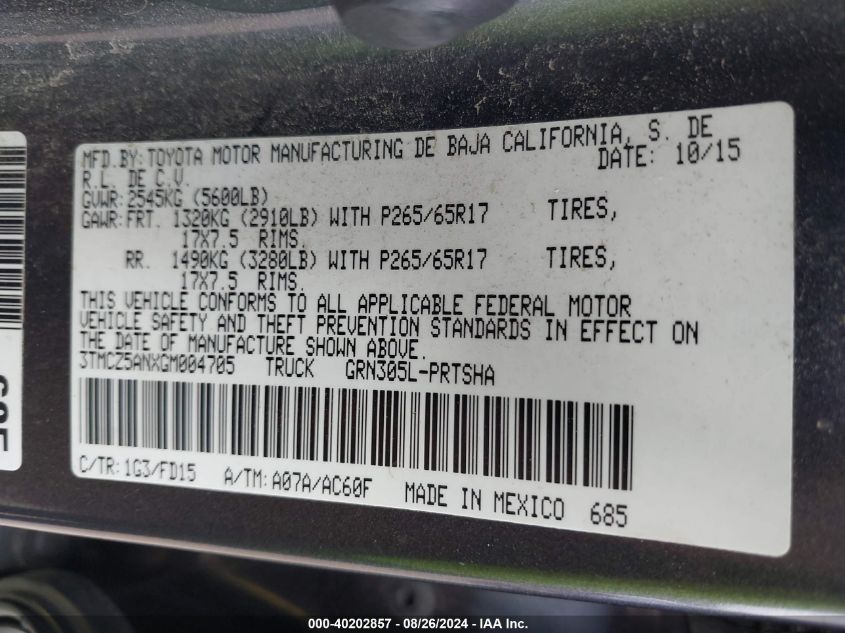 MFD.BY:TOYOTA MOTOR MANUFACTURING DE BAJA CALIFORNIA, S. DE
R.L. DE C.V. DATE: 10/15
GVWR:2545KG (5600LB)
GAWR:FRT. 1320KG (2910LB) WITH P265/65R17 TIRES,
17X7.5 RIMS.
RR. 1490KG (3280LB) WITH P265/65R17 TIRES,
17X7.5 RIMS.
THIS VEHICLE CONFORMS TO ALL APPLICABLE FEDERAL MOTOR
VEHICLE SAFETY AND THEFT PREVENTION STANDARDS IN EFFECT ON
THE DATE OF MANUFACTURE SHOWN ABOVE.
3TMCZ5ANXGM004705 TRUCK GRN305L-PRTSHA
C/TR:1G3/FD15 A/TM:A07A/AC60F MADE IN MEXICO 685
000-40202857 - 08/26/2024 - IAA Inc.